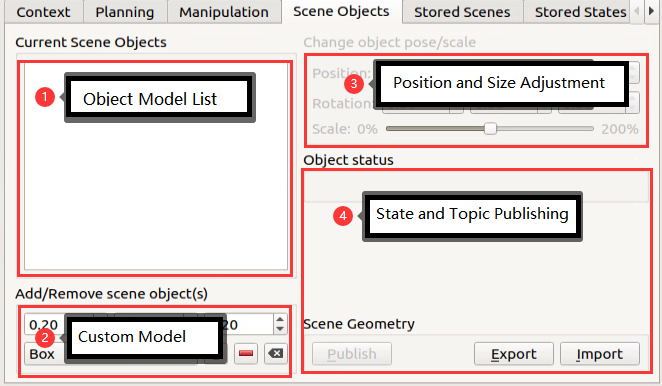 Context Planning Manipulation Scene Objects Stored Scenes Stored States
Current Scene Objects
1 Object Model List
Change object pose/scale
Position:
3 Position and Size Adjustment
Rotation:
Scale: 0% 200%
Object status
4 State and Topic Publishing
Add/Remove scene object(s)
0.20 20
2 Custom Model
Box
Scene Geometry
Publish Export Import